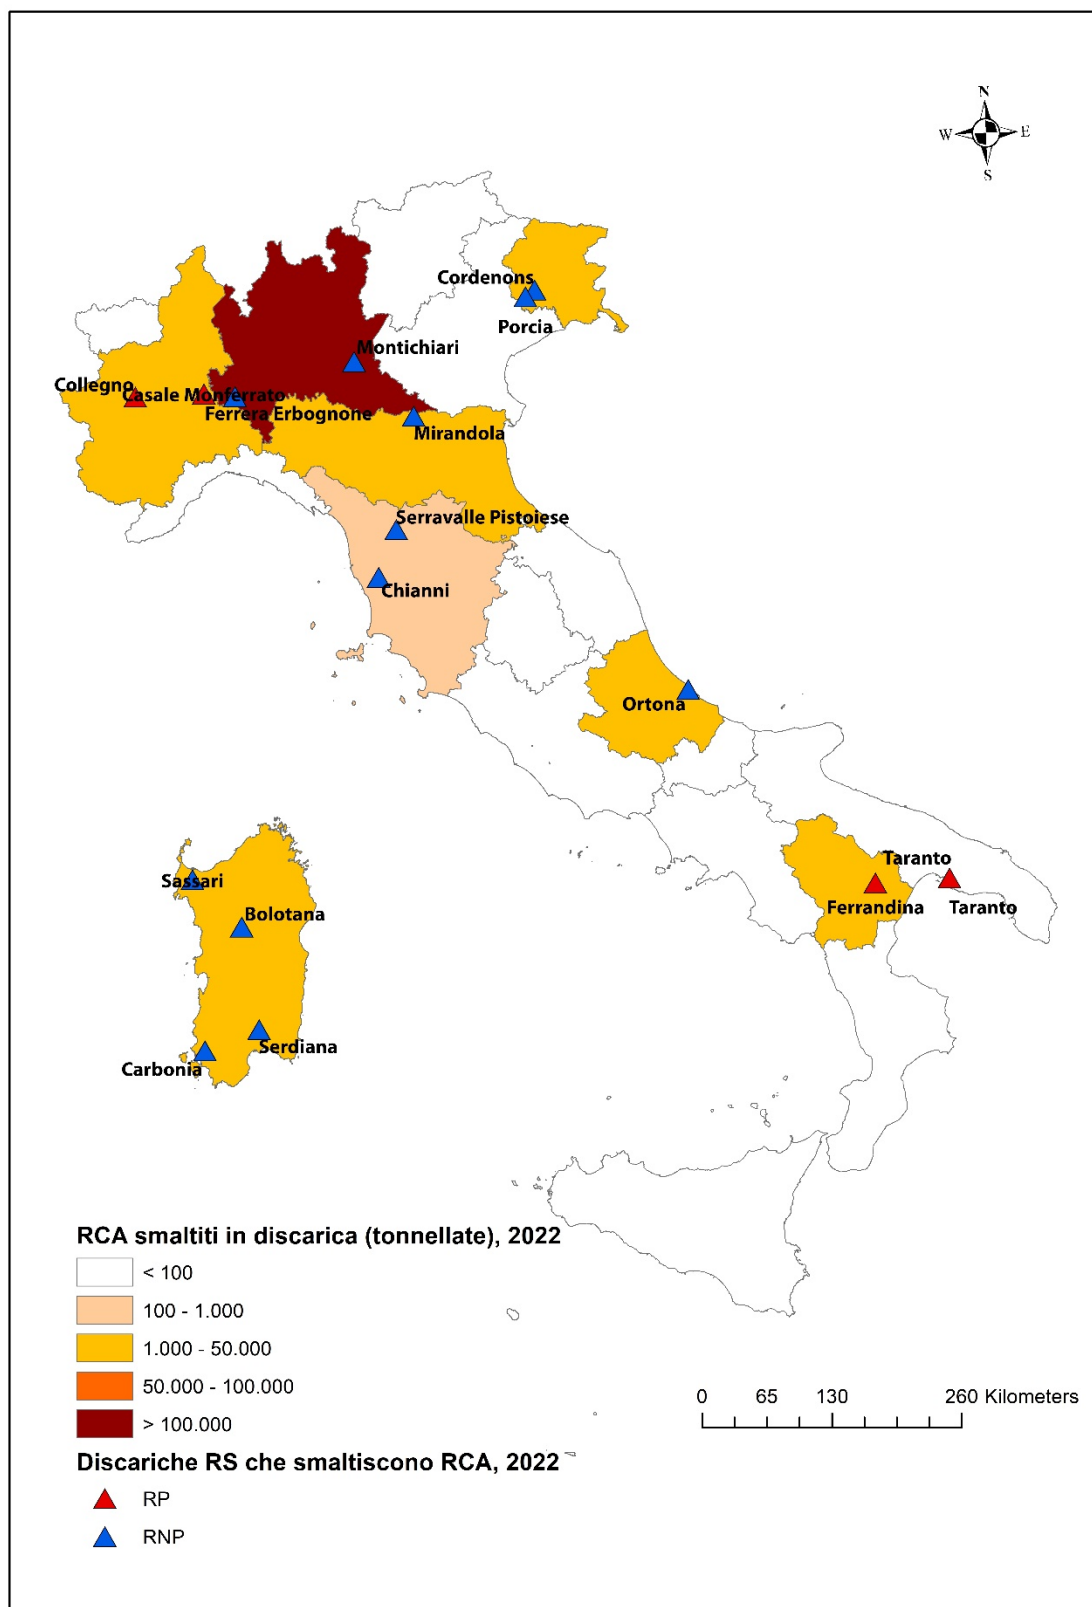 N
W E
S
Cordenons
Porcia
Montichiari
Collegno
Casale Monferrato
Ferrera Erbognone
Mirandola
Serravalle Pistoiese
Chianni
Ortona
Taranto
Ferrandina
Taranto
Sassari
Bolotana
Serdiana
Carbonia
RCA smaltiti in discarica (tonnellate), 2022
< 100
100 - 1.000
1.000 - 50.000
50.000 - 100.000
> 100.000
0 65 130 260 Kilometers
Discariche RS che smaltiscono RCA, 2022
RP
RNP